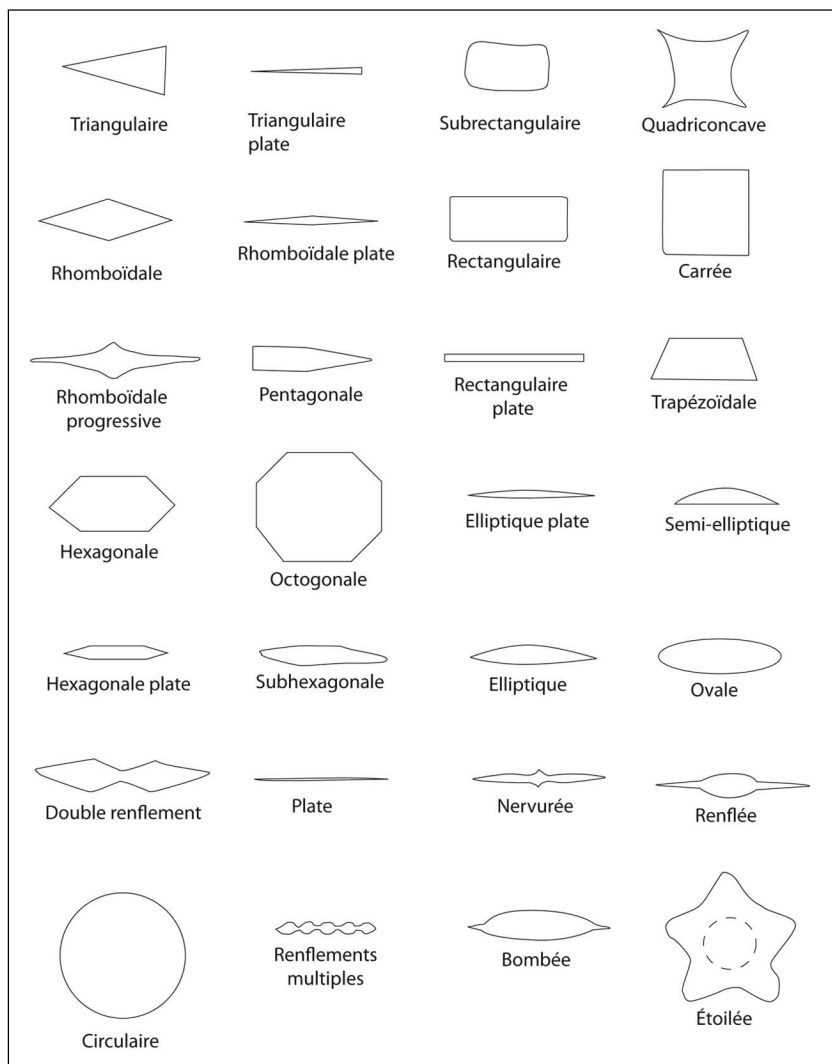 Triangulaire
Triangulaire
plate
Subrectangulaire
Quadriconcave
Rhomboïdale
Rhomboïdale plate
Rectangulaire
Carrée
Rhomboïdale
progressive
Pentagonale
Rectangulaire
plate
Trapézoïdale
Hexagonale
Octogonale
Elliptique plate
Semi-elliptique
Hexagonale plate
Subhexagonale
Elliptique
Ovale
Double renflement
Plate
Nervurée
Renflée
Circulaire
Renflements
multiples
Bombée
Étoilée